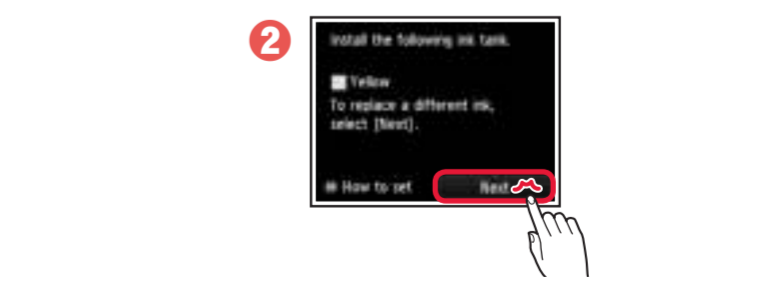 2
Install the following ink tank.
Yellow
To replace a different ink,
select [Next].
How to set
Next